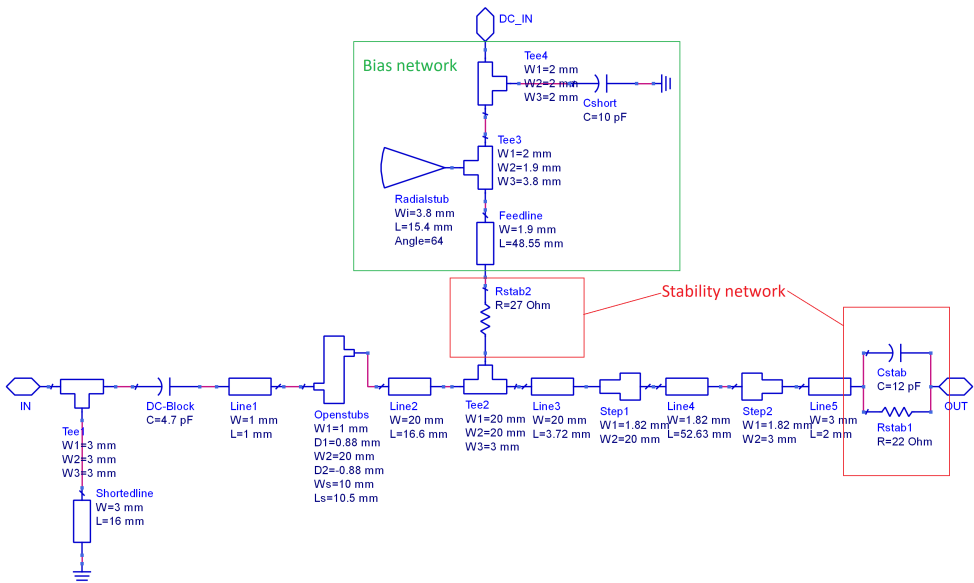 DC_IN
Bias network
Tee4
W1=2 mm
W2=2 mm
W3=2 mm
Cshort
C=10 pF
Tee3
W1=2 mm
W2=1.9 mm
W3=3.8 mm
Radialstub
Wi=3.8 mm
L=15.4 mm
Angle=64
Feedline
W=1.9 mm
L=48.55 mm
Rstab2
R=27 Ohm
Stability network
IN
Tee1
W1=3 mm
W2=3 mm
W3=3 mm
Shortedline
W=3 mm
L=16 mm
DC-Block
C=4.7 pF
Line1
W=1 mm
L=1 mm
Openstubs
W1=1 mm
D1=0.88 mm
W2=20 mm
D2=-0.88 mm
Ws=10 mm
Ls=10.5 mm
Line2
W=20 mm
L=16.6 mm
Tee2
W1=20 mm
W2=20 mm
W3=3 mm
Line3
W=20 mm
L=3.72 mm
Step1
W1=1.82 mm
W2=20 mm
Line4
W=1.82 mm
L=52.63 mm
Step2
W1=1.82 mm
W2=3 mm
Line5
W=3 mm
L=2 mm
Cstab
C=12 pF
Rstab1
R=22 Ohm
OUT